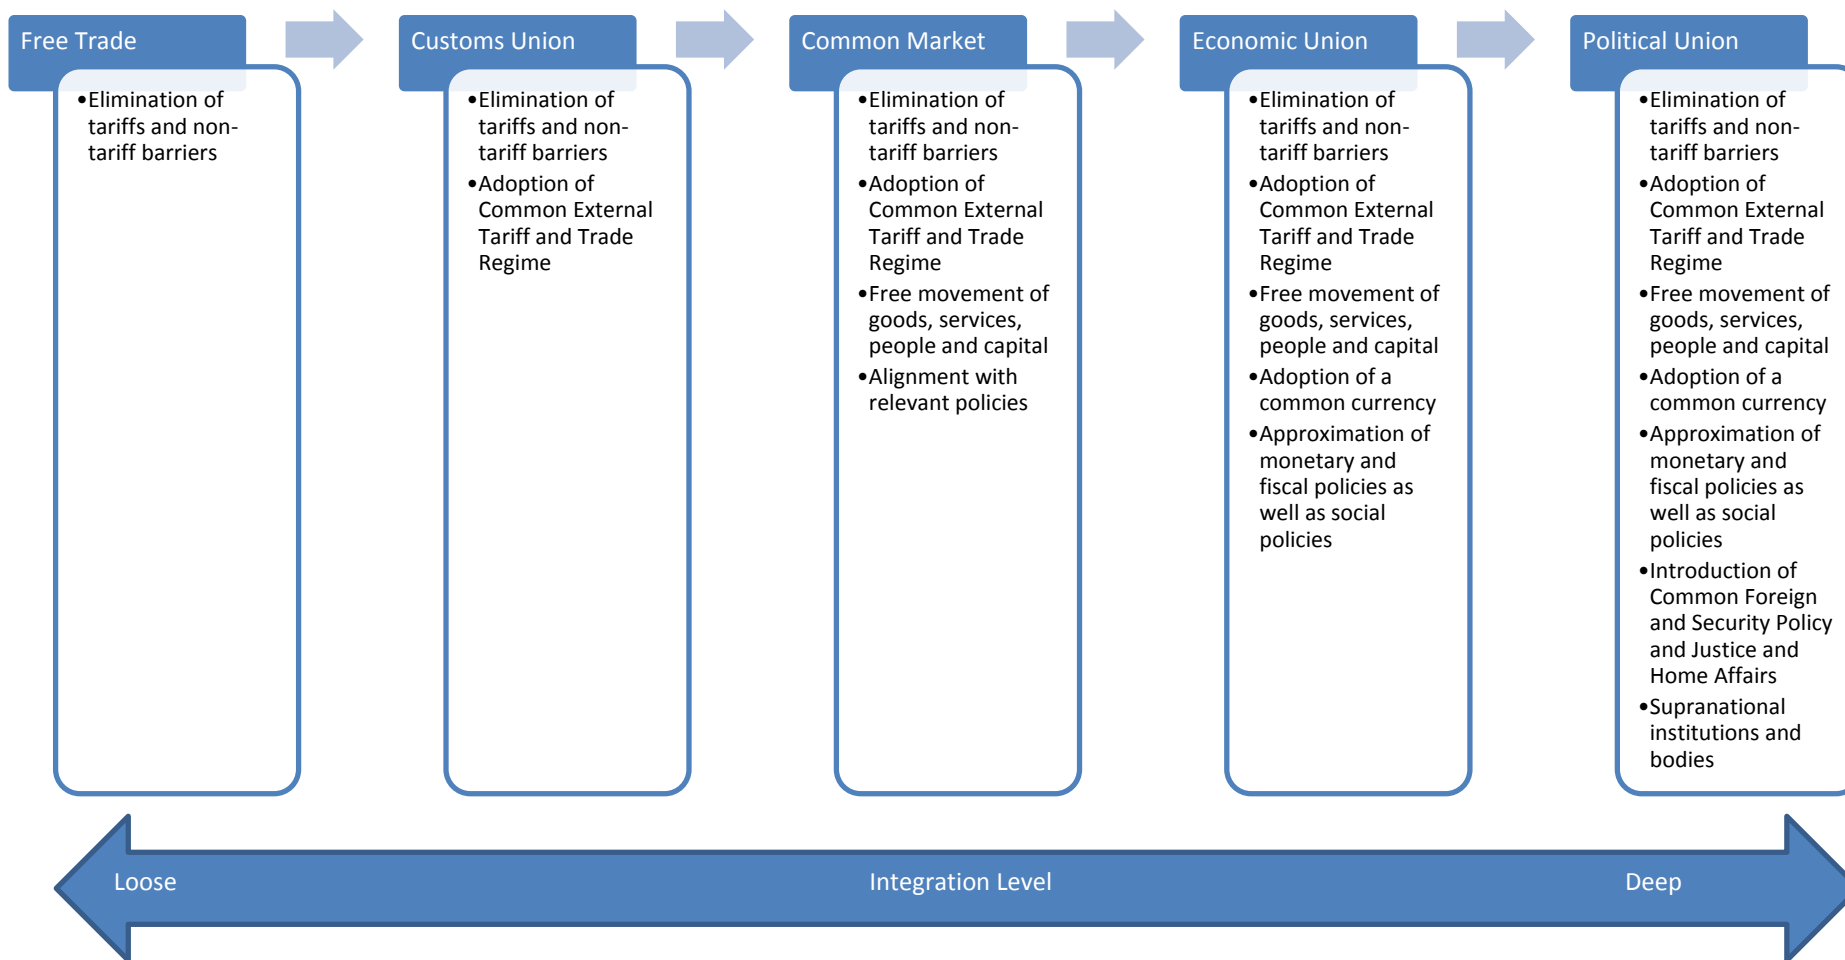 Free Trade
•Elimination of
tariffs and non-
tariff barriers
Customs Union
•Elimination of
tariffs and non-
tariff barriers
•Adoption of
Common External
Tariff and Trade
Regime
Common Market
•Elimination of
tariffs and non-
tariff barriers
•Adoption of
Common External
Tariff and Trade
Regime
•Free movement of
goods, services,
people and capital
•Alignment with
relevant policies
Economic Union
•Elimination of
tariffs and non-
tariff barriers
•Adoption of
Common External
Tariff and Trade
Regime
•Free movement of
goods, services,
people and capital
•Adoption of a
common currency
•Approximation of
monetary and
fiscal policies as
well as social
policies
Political Union
•Elimination of
tariffs and non-
tariff barriers
•Adoption of
Common External
Tariff and Trade
Regime
•Free movement of
goods, services,
people and capital
•Adoption of a
common currency
•Approximation of
monetary and
fiscal policies as
well as social
policies
•Introduction of
Common Foreign
and Security Policy
and Justice and
Home Affairs
•Supranational
institutions and
bodies
Loose
Integration Level
Deep